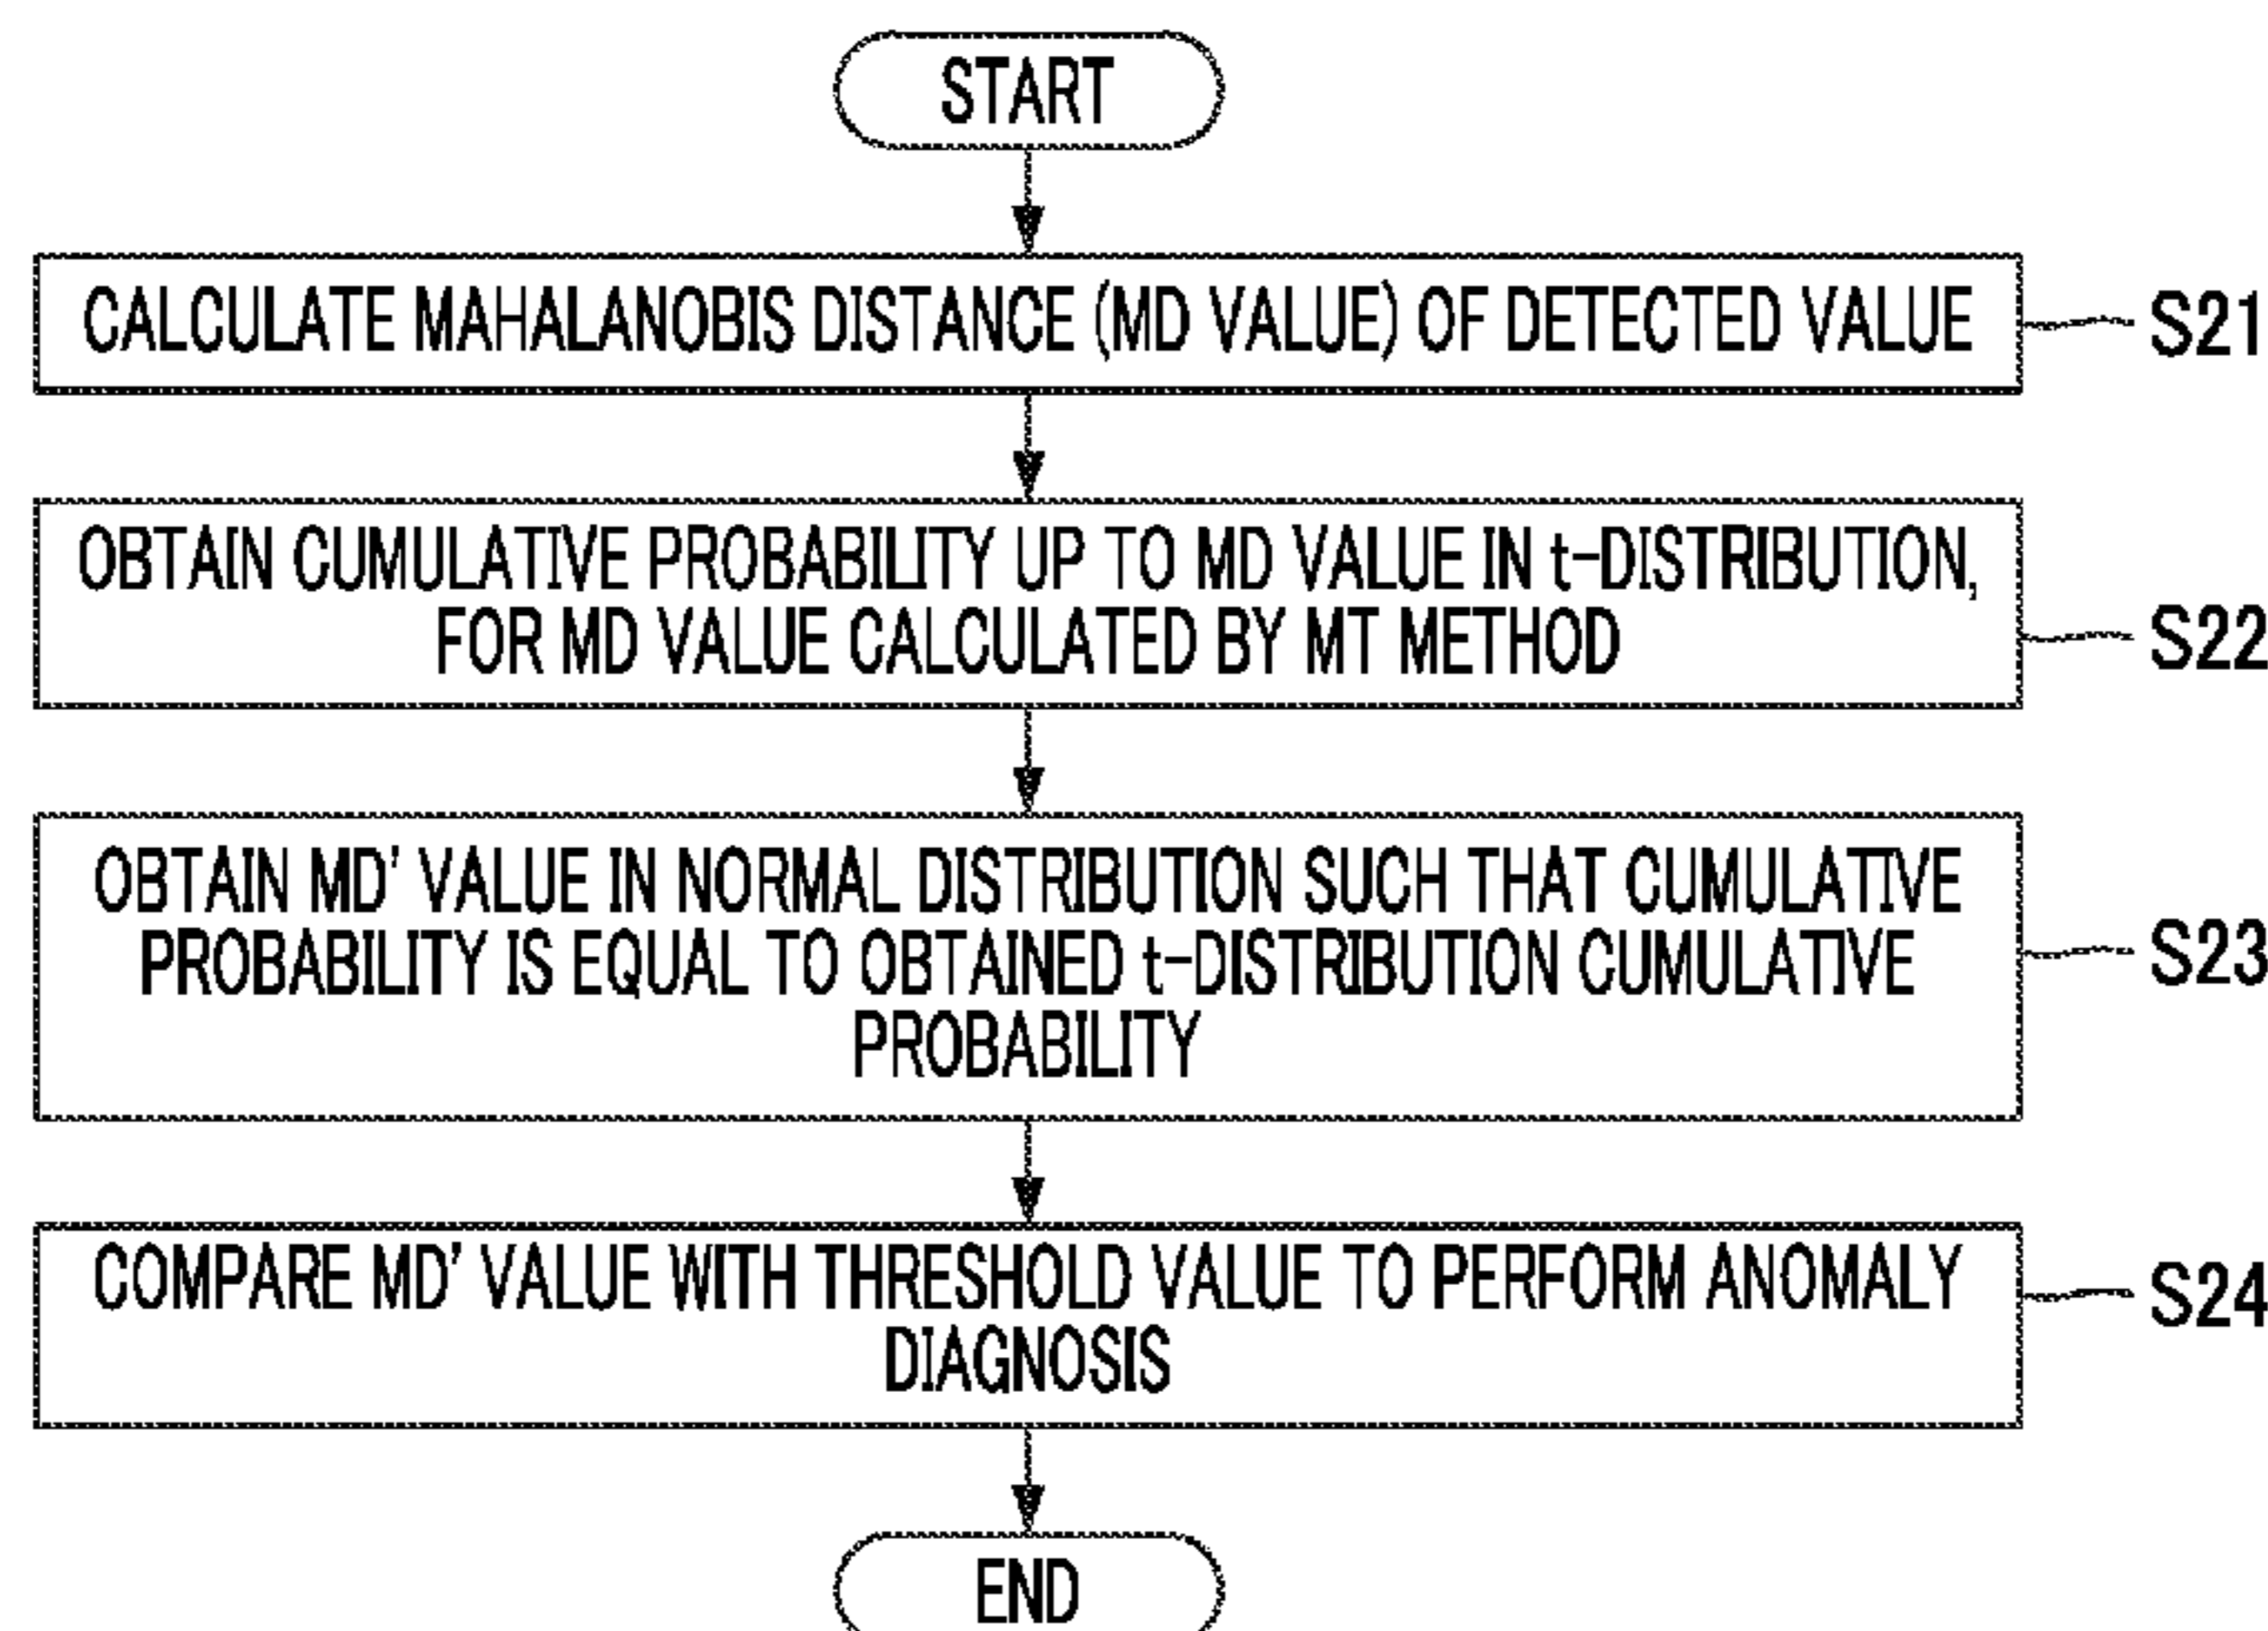 START
CALCULATE MAHALANOBIS DISTANCE (MD VALUE) OF DETECTED VALUE
S21
OBTAIN CUMULATIVE PROBABILITY UP TO MD VALUE IN t-DISTRIBUTION,
FOR MD VALUE CALCULATED BY MT METHOD
S22
OBTAIN MD' VALUE IN NORMAL DISTRIBUTION SUCH THAT CUMULATIVE
PROBABILITY IS EQUAL TO OBTAINED t-DISTRIBUTION CUMULATIVE
PROBABILITY
S23
COMPARE MD' VALUE WITH THRESHOLD VALUE TO PERFORM ANOMALY
DIAGNOSIS
S24
END